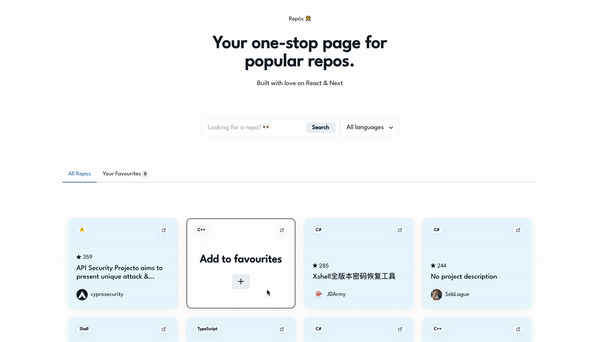 Repós
Your one-stop page for
popular repos.
Built with love on React & Next
Looking for a repo? 👀
Search
All languages
All Repos
Your Favourites 0
359
API Security Projecto aims to
present unique attack &...
cyprosecurity
C++
Add to favourites
+
C#
285
Xshell全版本密码恢复工具
JDArmy
C#
244
No project description
SebLague
Shell
TypeScript
C#
C++